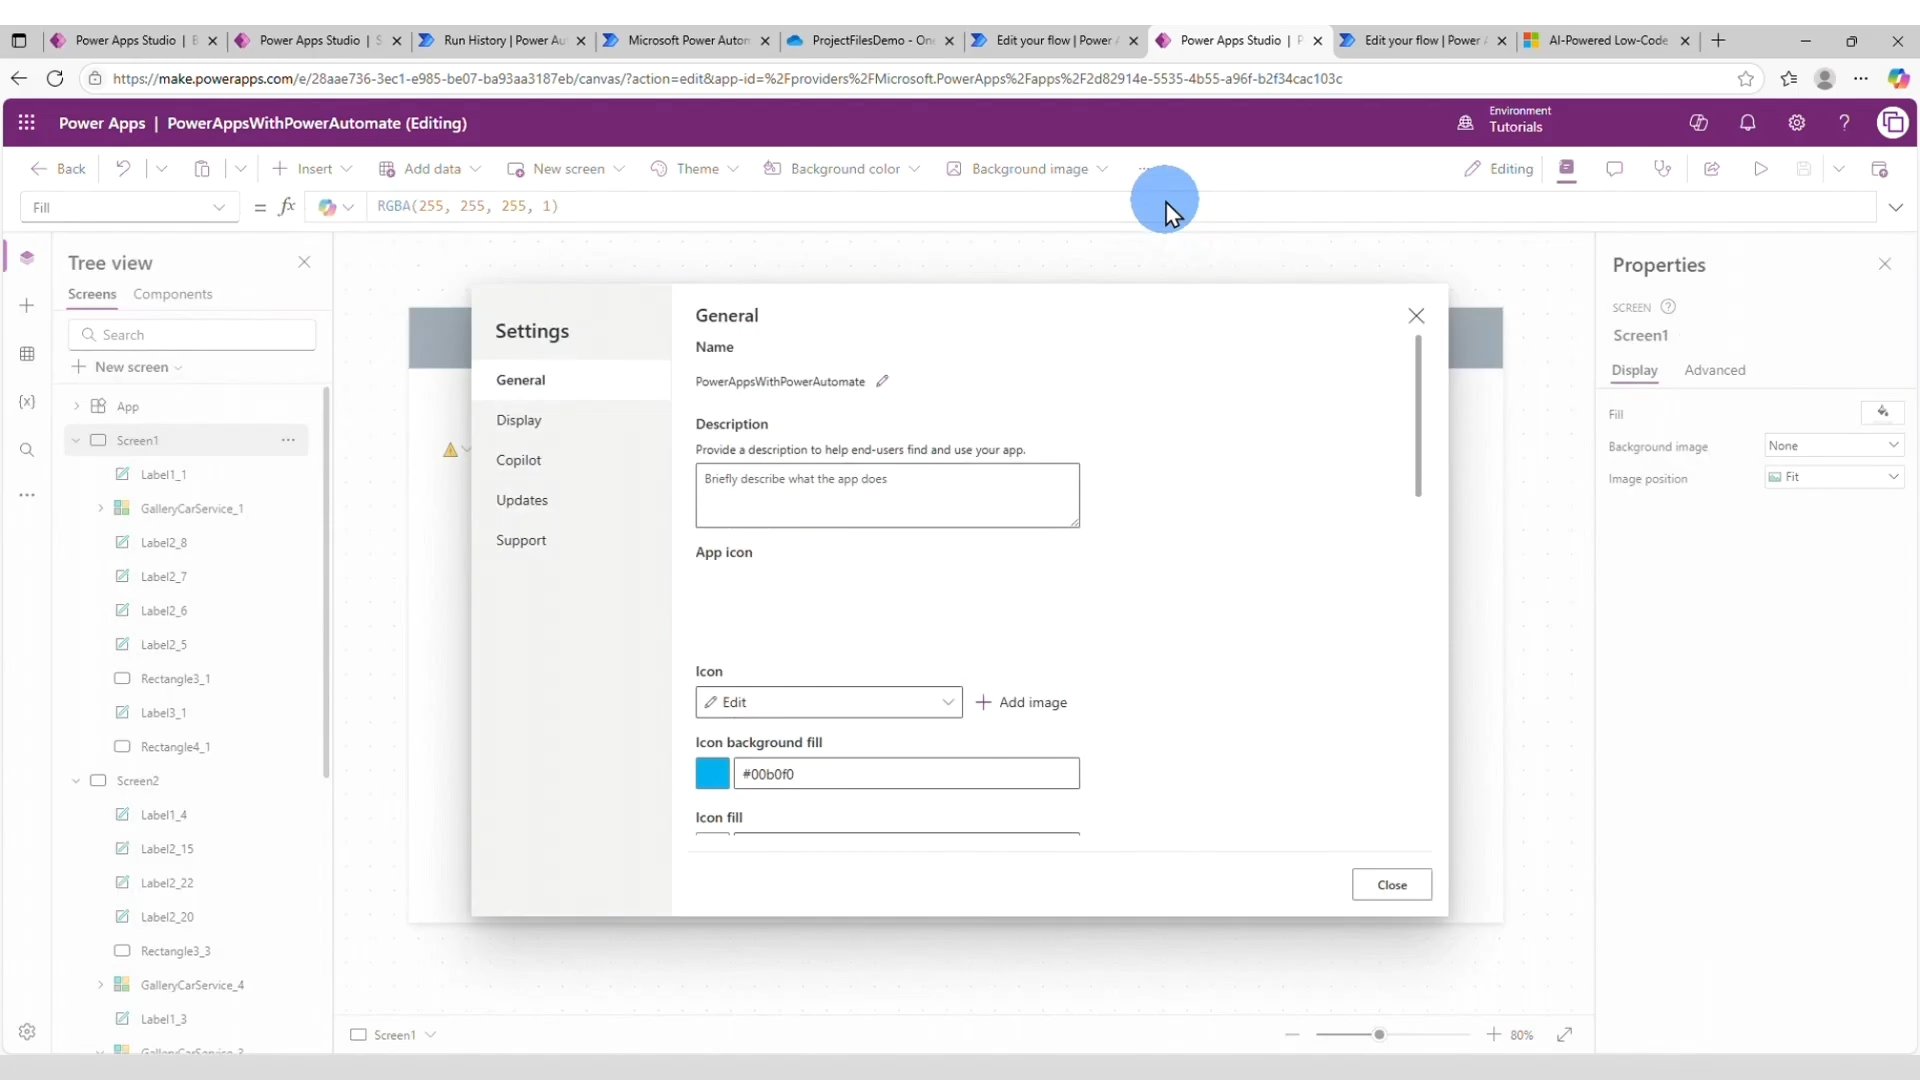 Power Apps Studio | B
Power Apps Studio | S
Run History | Power Au
Microsoft Power Autom
ProjectFilesDemo - One
Edit your flow | Power A
Power Apps Studio | P
Edit your flow | Power A
AI-Powered Low-Code
https://make.powerapps.com/e/28aae736-3ec1-e985-be07-ba93aa3187eb/canvas/?action=edit&app-id=%2Fproviders%2FMicrosoft.PowerApps%2Fapps%2F2d82914e-5535-4b55-a96f-b2f34cac103c
Power Apps | PowerAppsWithPowerAutomate (Editing)
Environment
Tutorials
Back
Insert
Add data
New screen
Theme
Background color
Background image
Editing
Fill
= fx
RGBA(255, 255, 255, 1)
Tree view
Screens
Components
Search
New screen
App
Screen1
Label1_1
GalleryCarService_1
Label2_8
Label2_7
Label2_6
Label2_5
Rectangle3_1
Label3_1
Rectangle4_1
Screen2
Label1_4
Label2_15
Label2_22
Label2_20
Rectangle3_3
GalleryCarService_4
Label1_3
GalleryCarService_3
Settings
General
Display
Copilot
Updates
Support
General
Name
PowerAppsWithPowerAutomate
Description
Provide a description to help end-users find and use your app.
Briefly describe what the app does
App icon
Icon
Edit
Add image
Icon background fill
#00b0f0
Icon fill
Close
Properties
SCREEN
Screen1
Display
Advanced
Fill
Background image
None
Image position
Fit
Screen1
80%